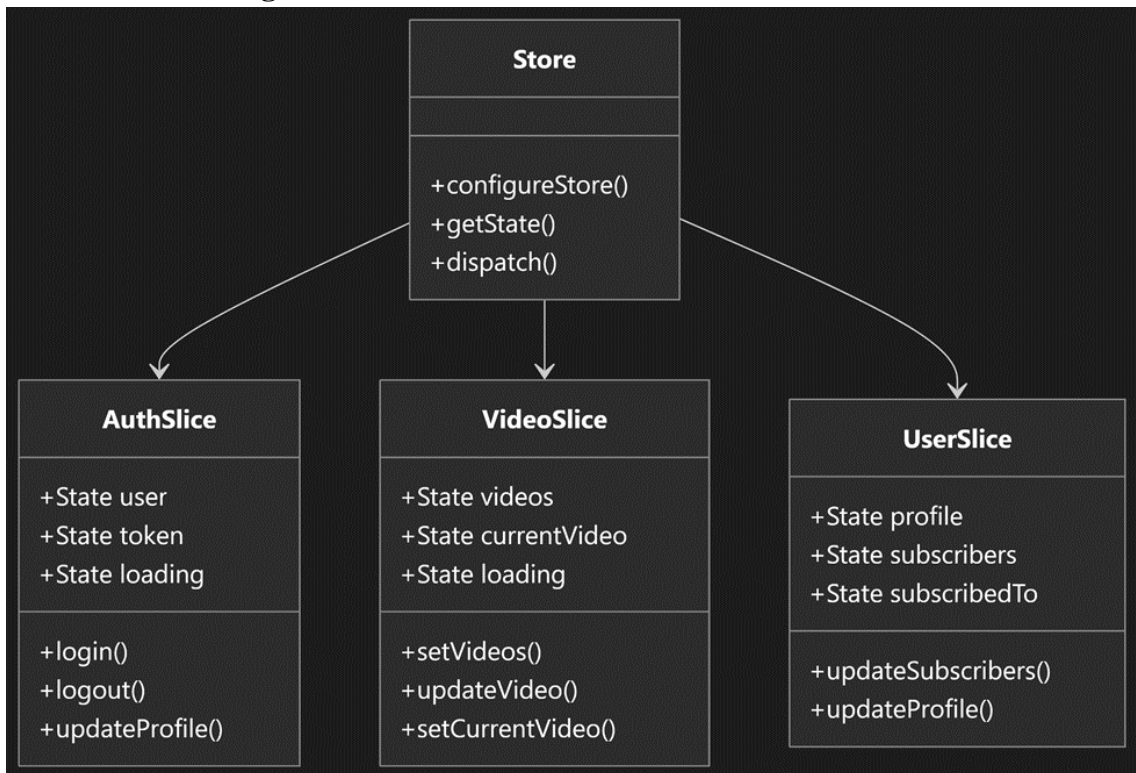 Store
+configureStore()
+getState()
+dispatch()
AuthSlice
+State user
+State token
+State loading
+login()
+logout()
+updateProfile()
VideoSlice
+State videos
+State currentVideo
+State loading
+setVideos()
+updateVideo()
+setCurrentVideo()
UserSlice
+State profile
+State subscribers
+State subscribedTo
+updateSubscribers()
+updateProfile()